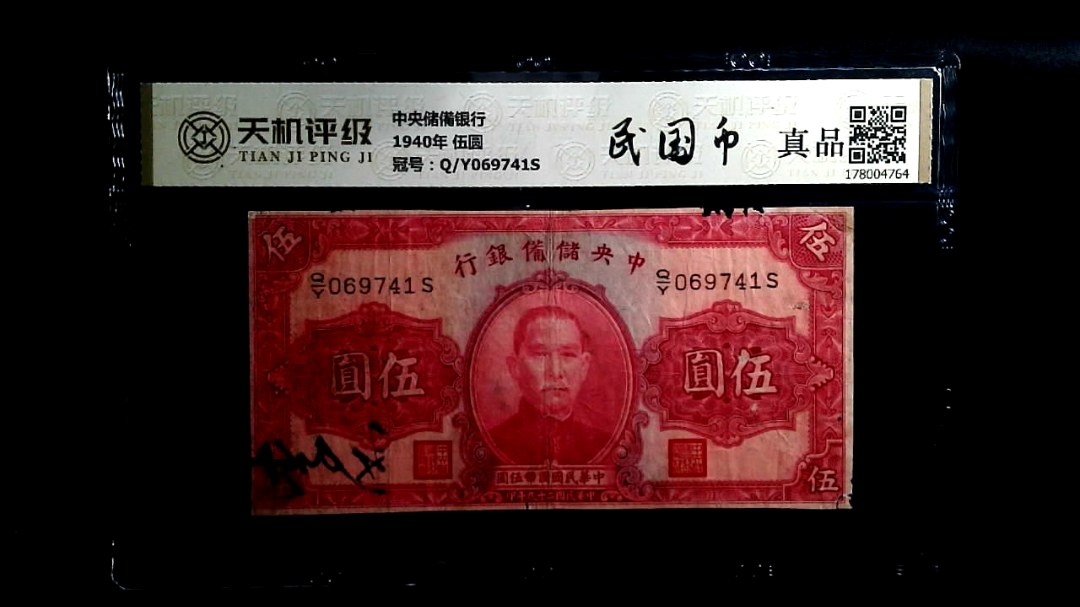 天机评级
TIAN JI PING JI
中央储備银行
1940年 伍圆
冠号：Q/Y069741S
民国币
真品
178004764
伍
伍
行銀備儲央中
Q/Y 069741S
Q/Y 069741S
圓伍
圓伍
圓伍幣國國民華中
伍